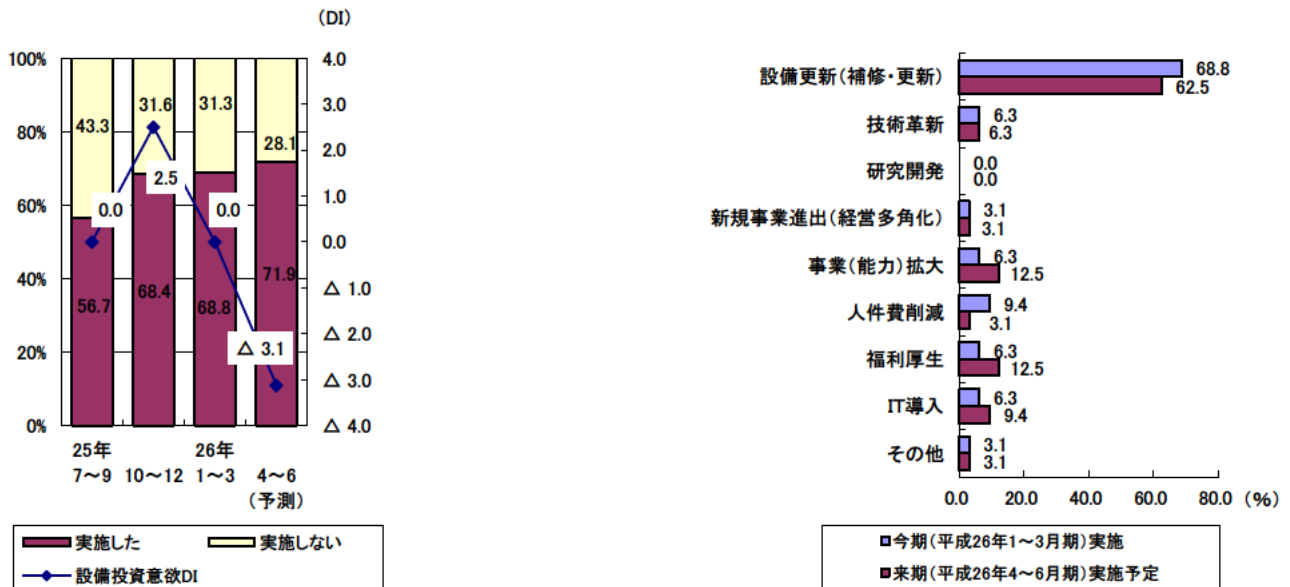 (DI)
100%
80%
60%
40%
20%
0%
4.0
3.0
2.0
1.0
0.0
△ 1.0
△ 2.0
△ 3.0
△ 4.0
43.3
31.6
31.3
28.1
0.0
2.5
0.0
△ 3.1
56.7
68.4
68.8
71.9
25年
7～9
10～12
26年
1～3
4～6
(予測)
実施した
実施しない
設備投資意欲DI
設備更新(補修・更新)
68.8
62.5
技術革新
6.3
6.3
研究開発
0.0
0.0
新規事業進出(経営多角化)
3.1
3.1
事業(能力)拡大
6.3
12.5
人件費削減
9.4
3.1
福利厚生
6.3
12.5
IT導入
6.3
9.4
その他
3.1
3.1
0.0 20.0 40.0 60.0 80.0 (%)
今期(平成26年1～3月期)実施
来期(平成26年4～6月期)実施予定